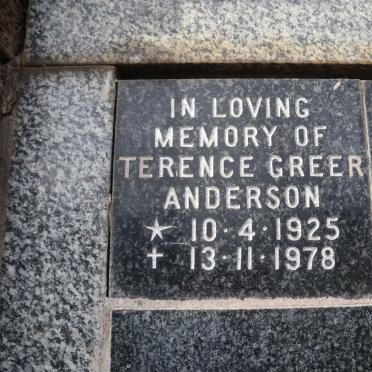 IN LOVING
MEMORY OF
TERENCE GREER
ANDERSON
★ 10·4·1925
✝ 13·11·1978